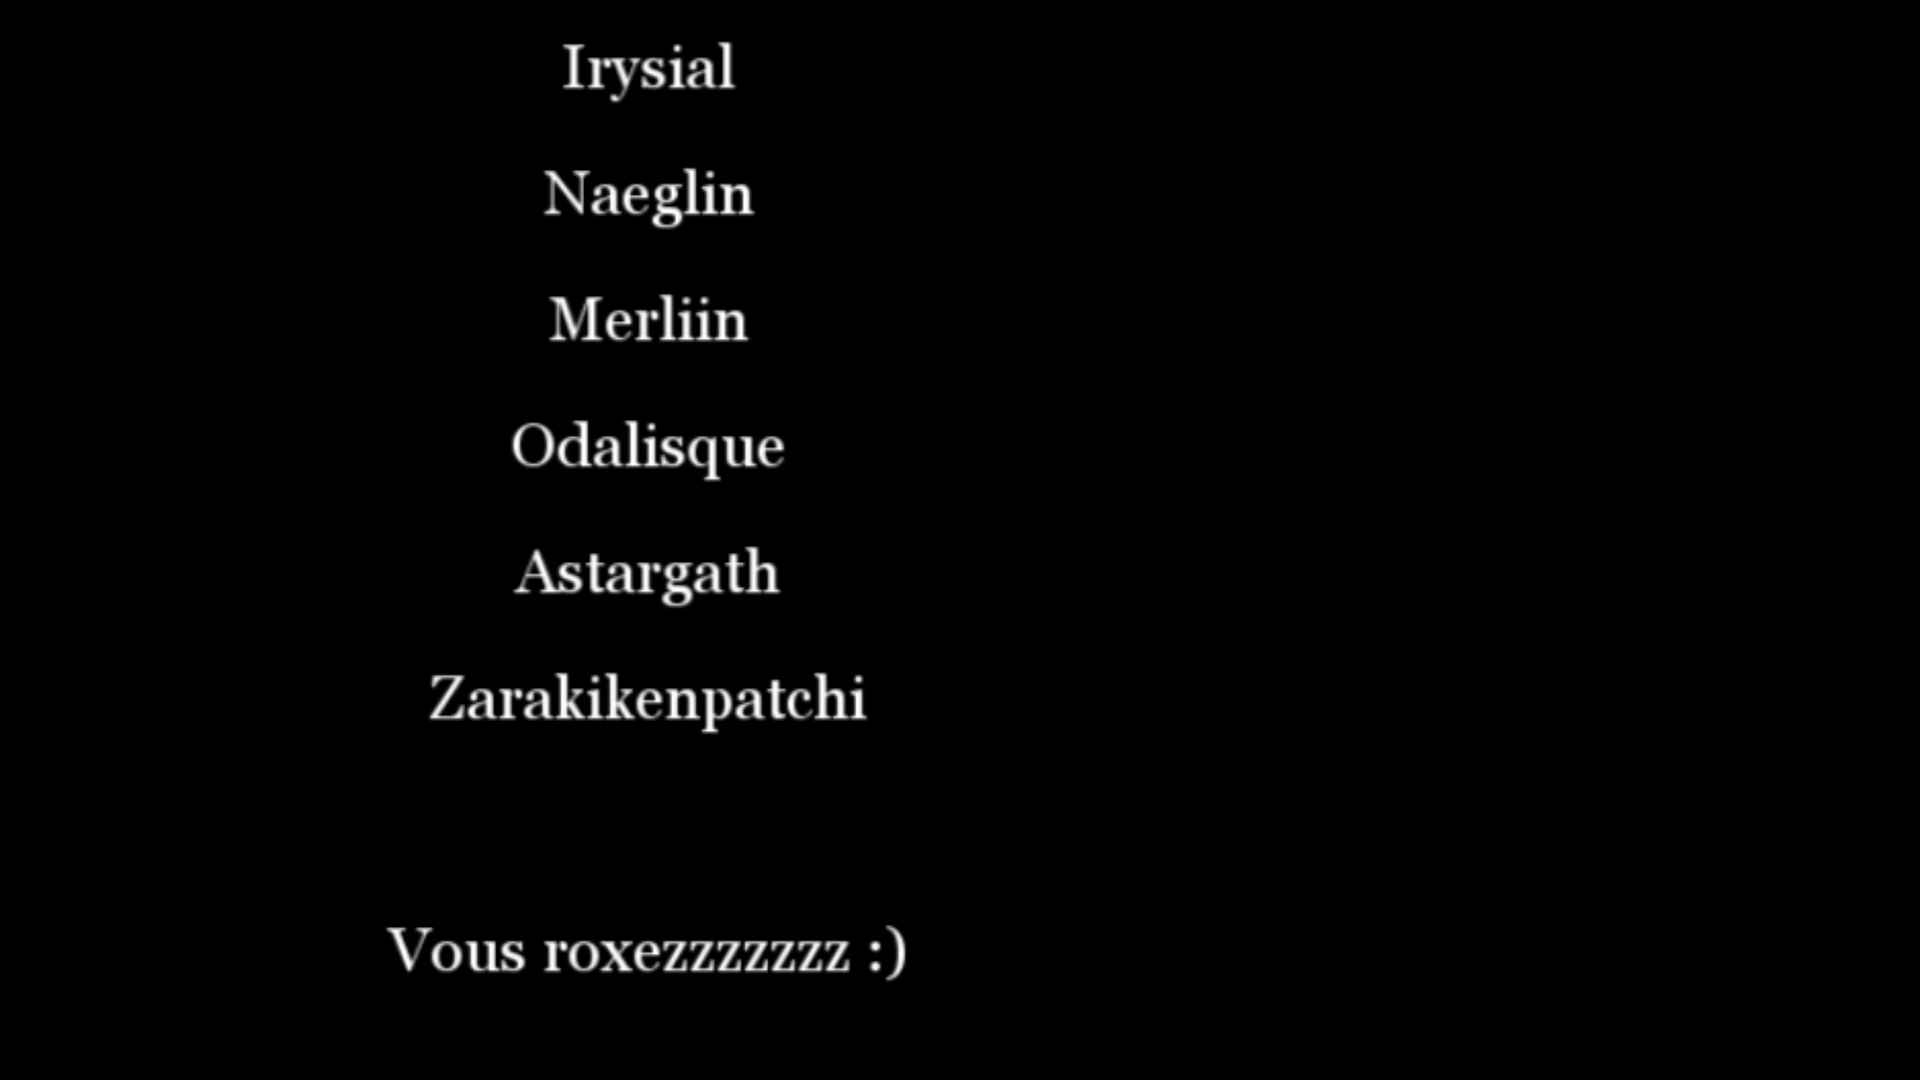 Irysial
Naeglin
Merliin
Odalisque
Astargath
Zarakikenpatchi
Vous roxezzzzzzz :)